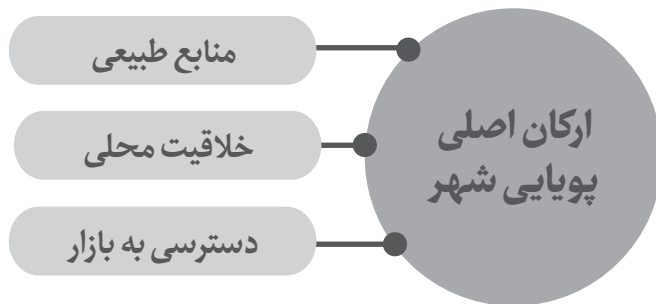 ارکان اصلی
پویایی شهر
منابع طبیعی
خلاقیت محلی
دسترسی به بازار